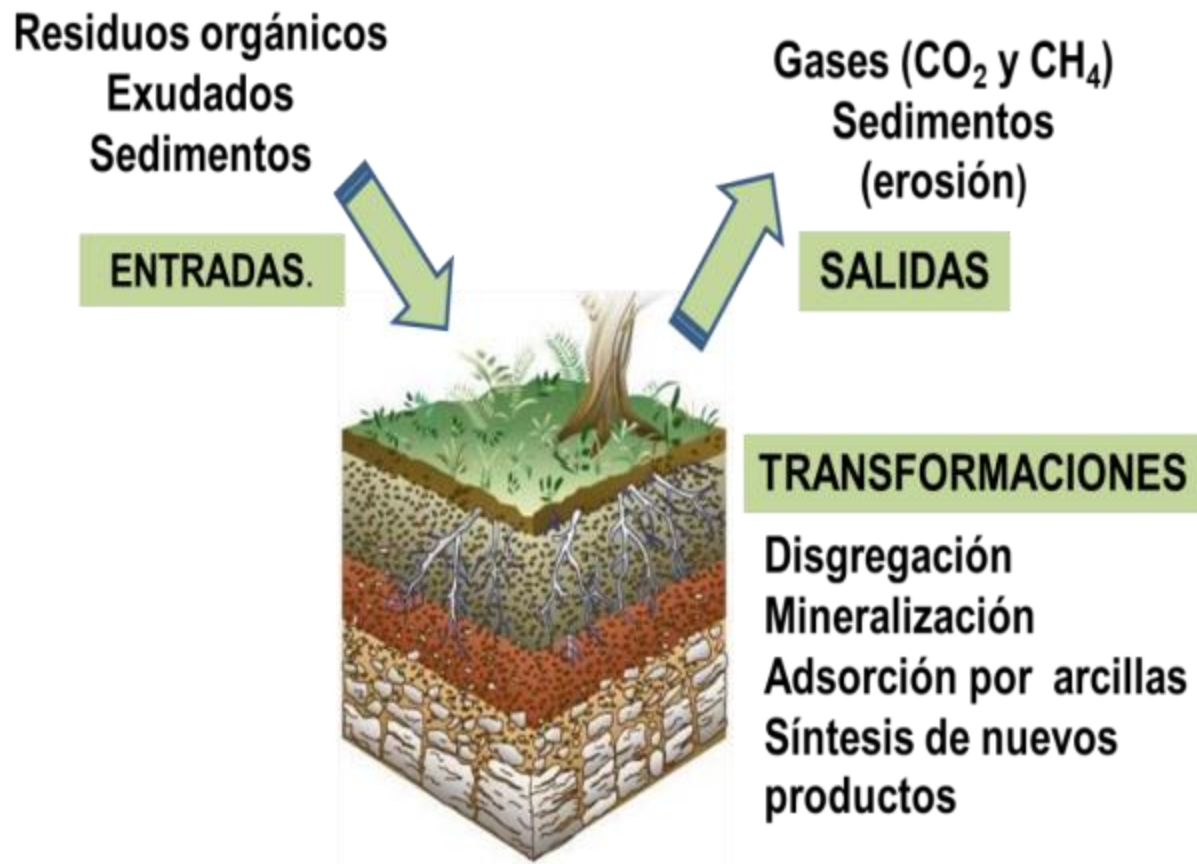 Residuos orgánicos
Exudados
Sedimentos
ENTRADAS.
Gases (CO₂ y CH₄)
Sedimentos
(erosión)
SALIDAS
TRANSFORMACIONES
Disgregación
Mineralización
Adsorción por arcillas
Síntesis de nuevos
productos